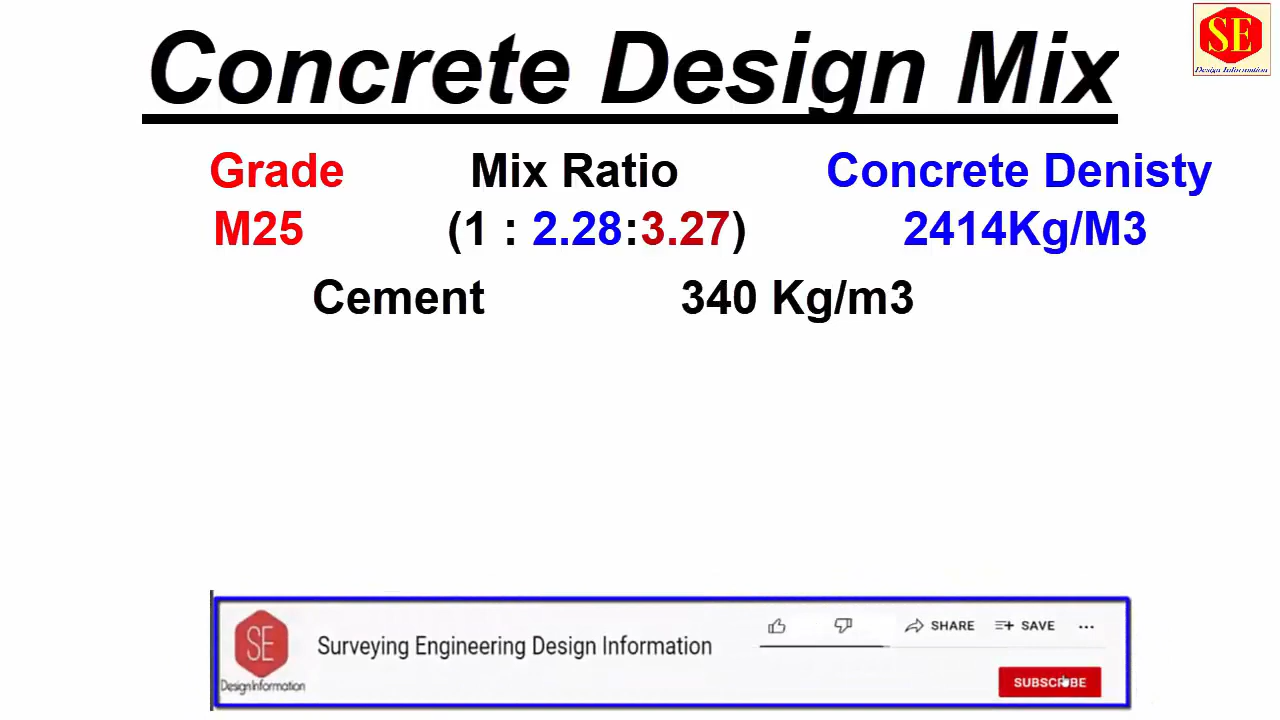 SE
Design Information
Concrete Design Mix
Grade Mix Ratio Concrete Denisty
M25 (1 : 2.28:3.27) 2414Kg/M3
Cement 340 Kg/m3
SE
Design Information
Surveying Engineering Design Information
SHARE SAVE ...
SUBSCRIBE